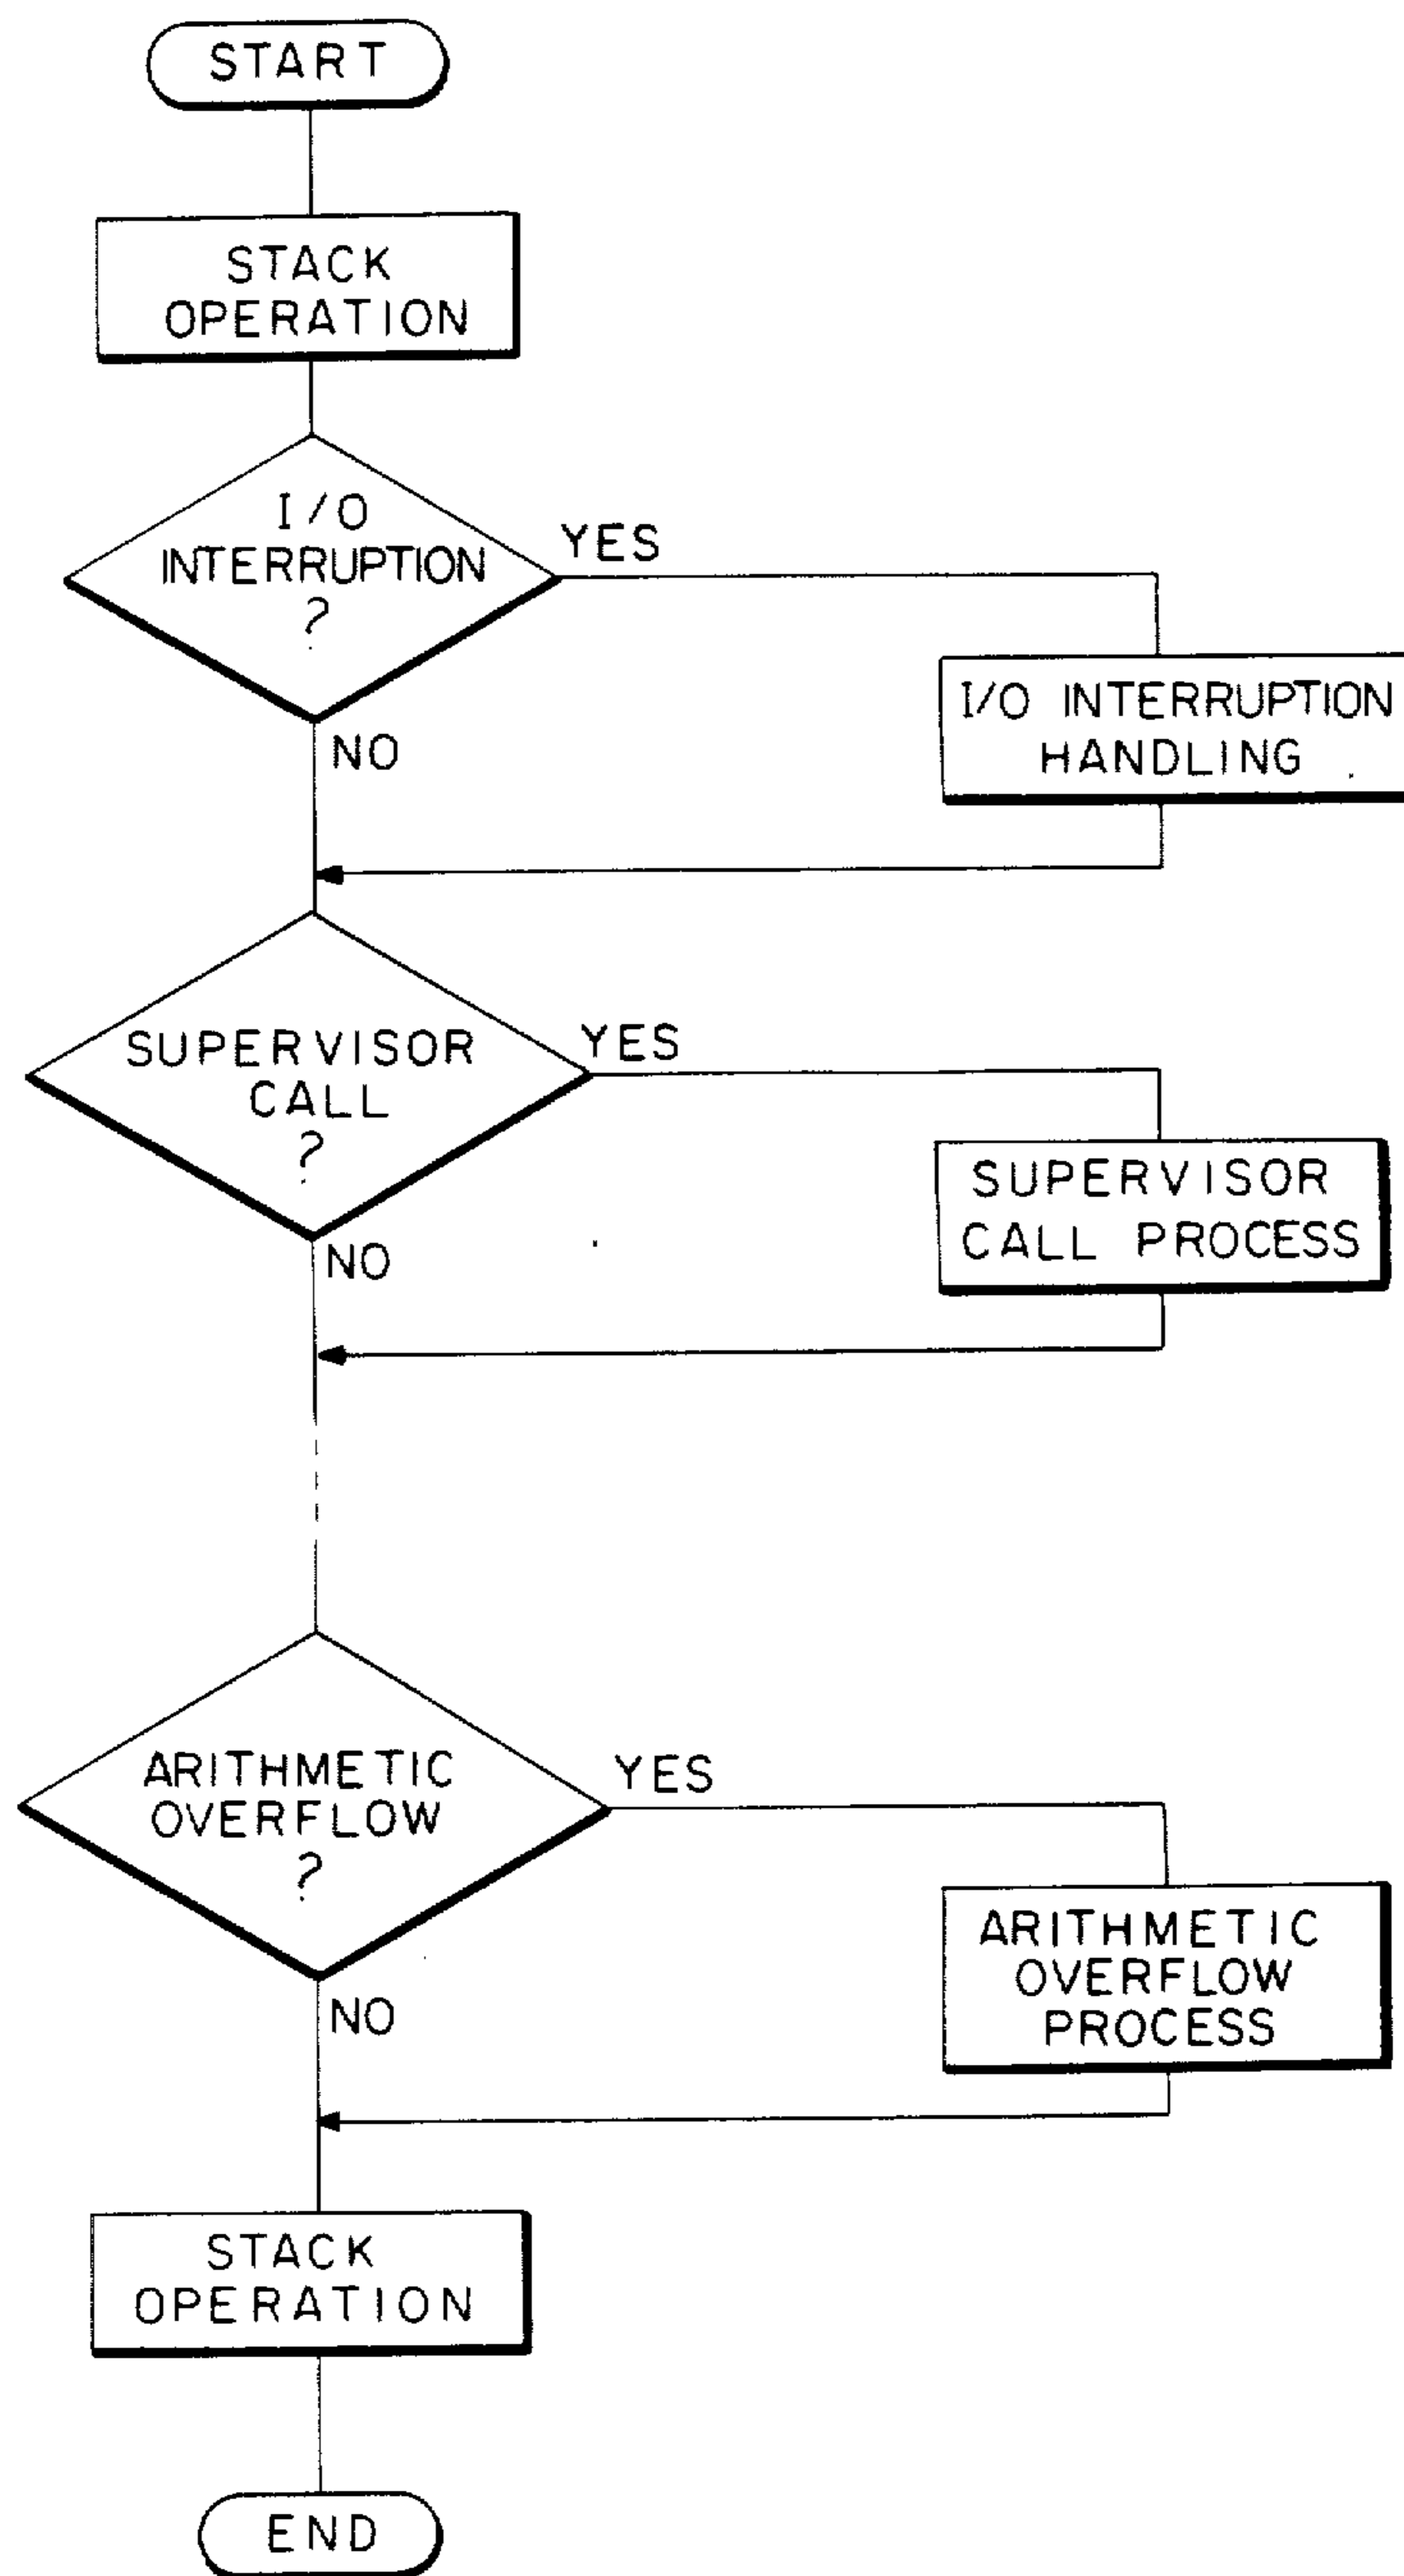 START
STACK
OPERATION
I/O
INTERRUPTION
?
YES
NO
I/O INTERRUPTION
HANDLING
SUPERVISOR
CALL
?
YES
NO
SUPERVISOR
CALL PROCESS
ARITHMETIC
OVERFLOW
?
YES
NO
ARITHMETIC
OVERFLOW
PROCESS
STACK
OPERATION
END